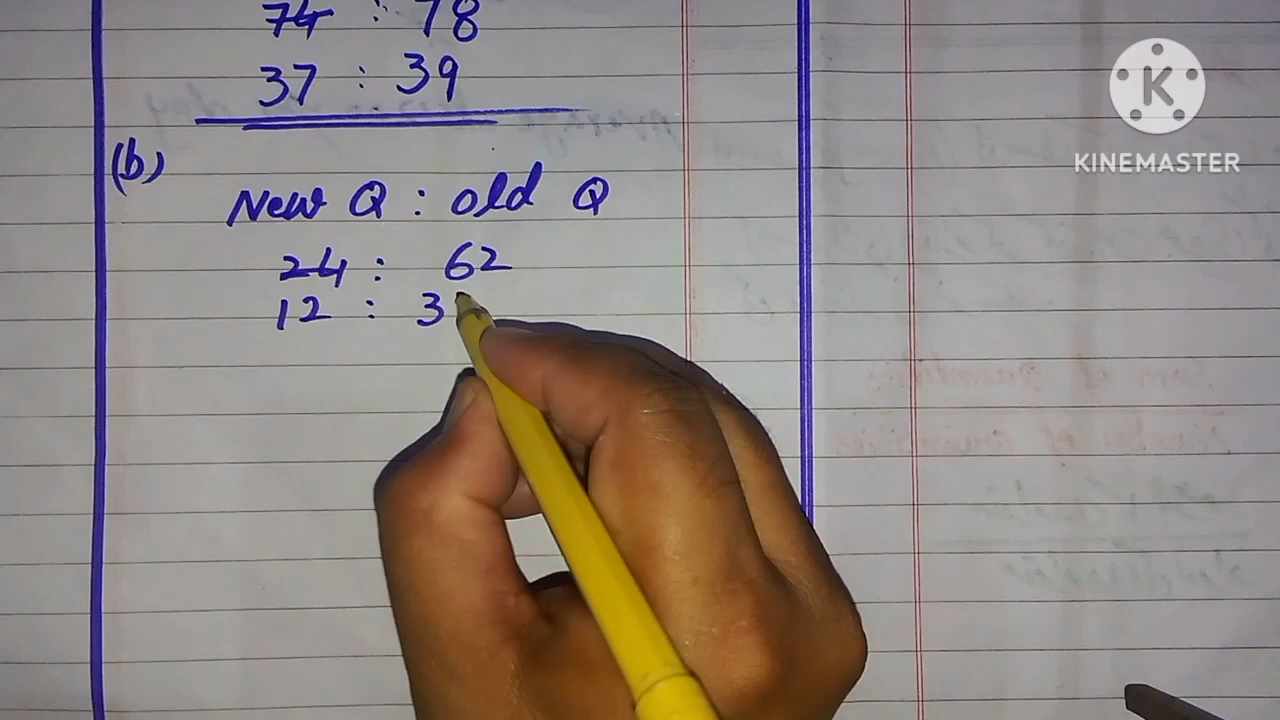 74 : 78
37 : 39
(b)
New Q : old Q
24 : 62
12 : 3
K
KINEMASTER